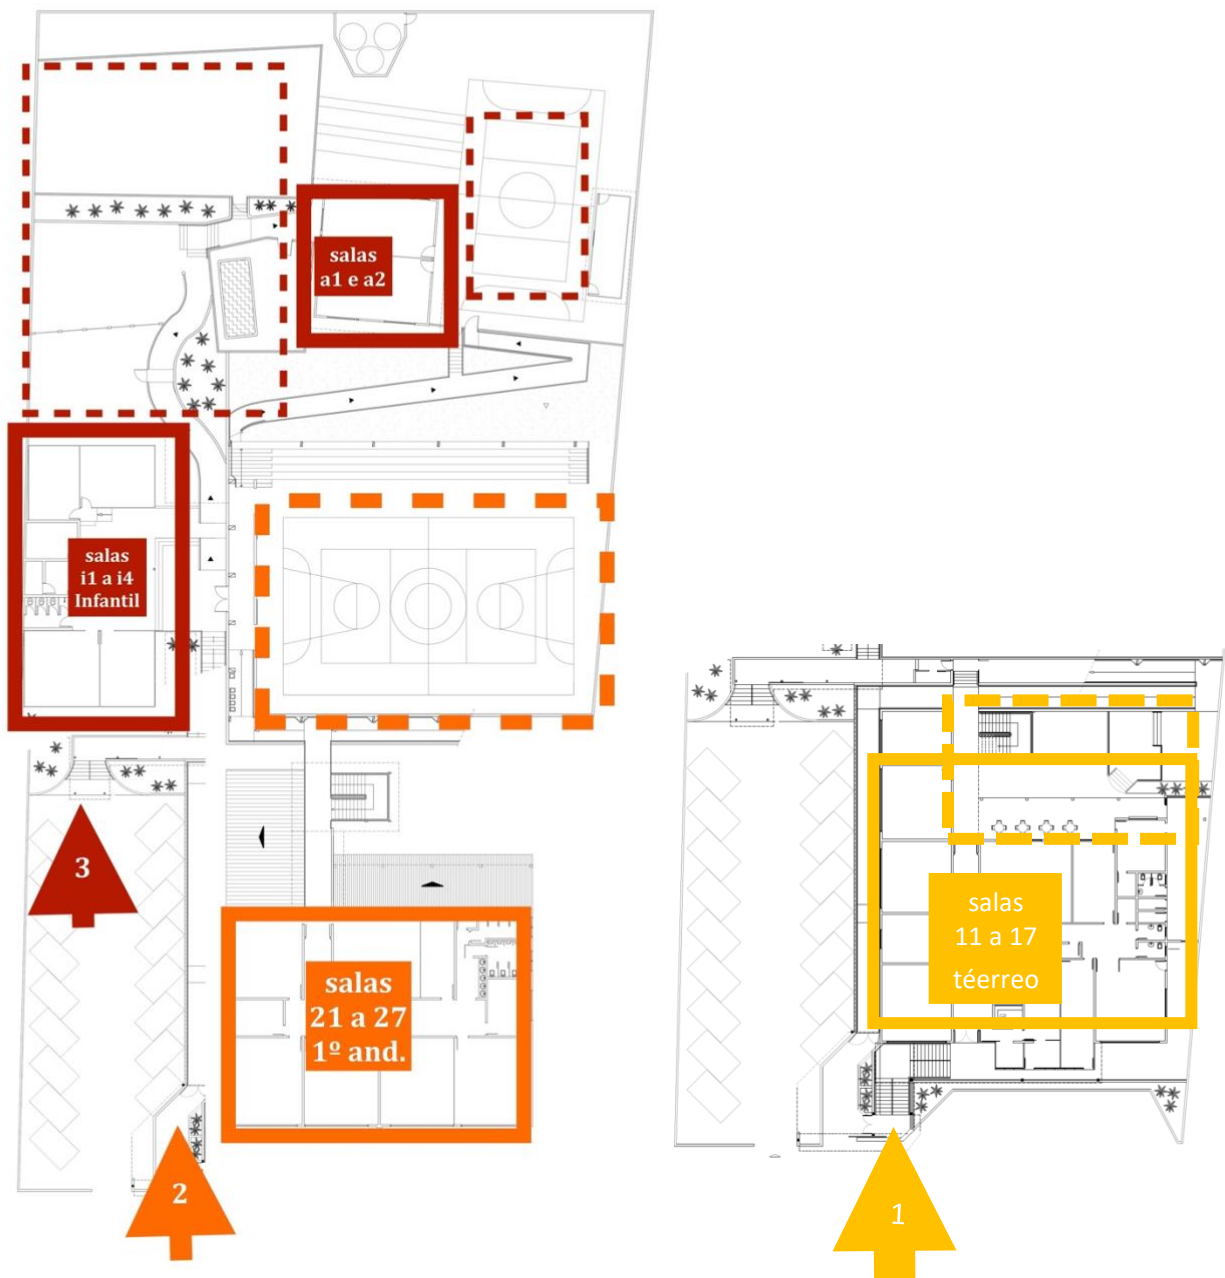 salas
a1 e a2
salas
i1 a i4
Infantil
3
salas
21 a 27
1º and.
2
salas
11 a 17
téerreo
1